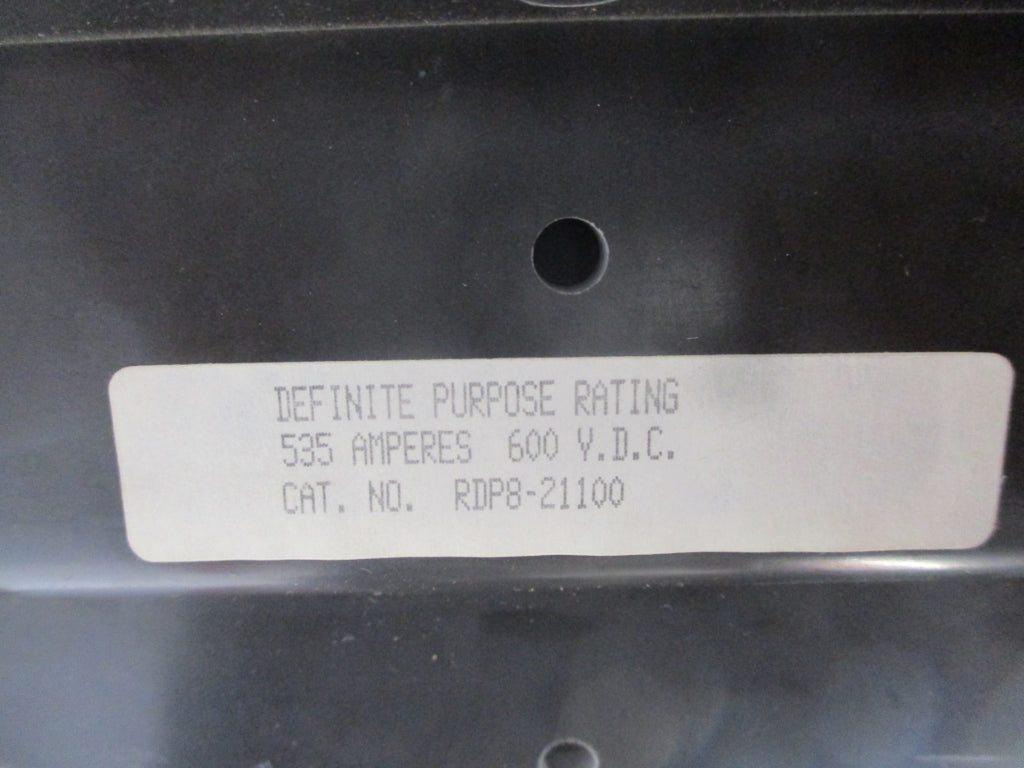 DEFINITE PURPOSE RATING
535 AMPERES 600 V.D.C.
CAT. NO. RDP8-21100